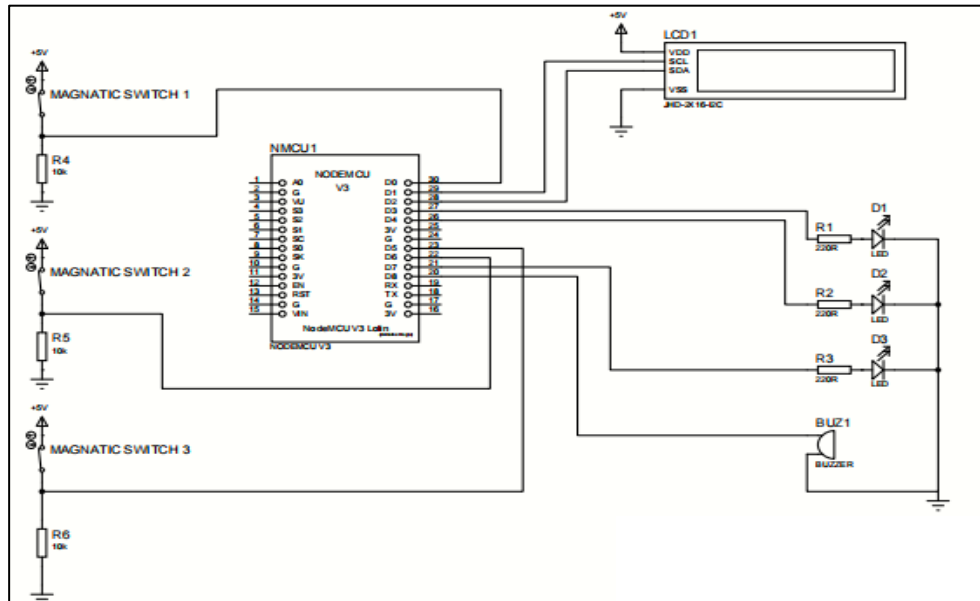 +5V
MAGNATIC SWITCH 1
R4
10k
+5V
MAGNATIC SWITCH 2
R5
10k
+5V
MAGNATIC SWITCH 3
R6
10k
NMCU1
NODEMCU
V3
1 A0 D0 30
2 G D1 29
3 VU D2 28
4 S3 D3 27
5 S2 D4 26
6 S1 3V 25
7 SC G 24
8 S0 D5 23
9 SK D6 22
10 G D7 21
11 3V D8 20
12 EN RX 19
13 RST TX 18
14 G G 17
15 VIN 3V 16
NodeMCU V3 Lolin
NODEMCU V3
+5V
LCD1
VDD
SCL
SDA
VSS
JHD-2X16-I2C
R1
220R
D1
LED
R2
220R
D2
LED
R3
220R
D3
LED
BUZ1
BUZZER